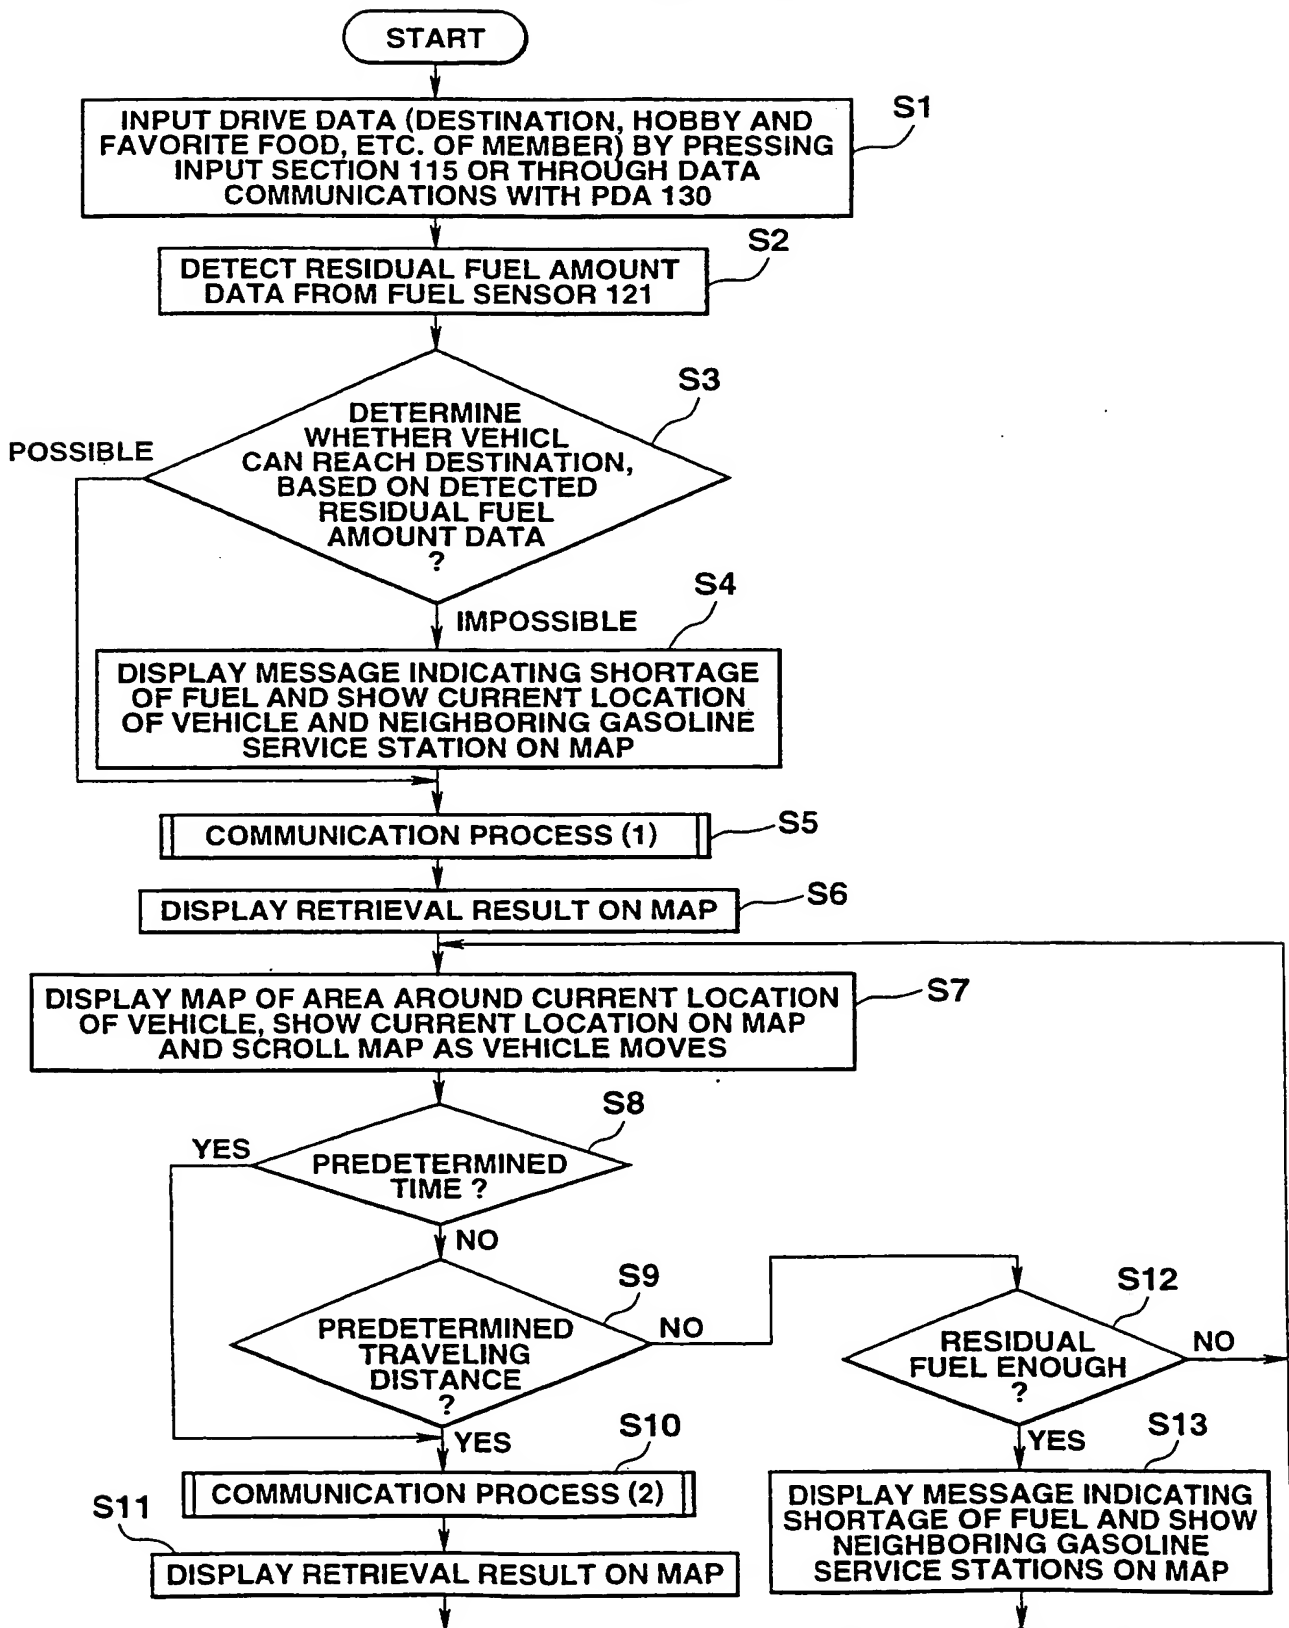 START
INPUT DRIVE DATA (DESTINATION, HOBBY AND
FAVORITE FOOD, ETC. OF MEMBER) BY PRESSING
INPUT SECTION 115 OR THROUGH DATA
COMMUNICATIONS WITH PDA 130
S1
DETECT RESIDUAL FUEL AMOUNT
DATA FROM FUEL SENSOR 121
S2
DETERMINE
WHETHER VEHICL
CAN REACH DESTINATION,
BASED ON DETECTED
RESIDUAL FUEL
AMOUNT DATA
?
S3
POSSIBLE
IMPOSSIBLE
S4
DISPLAY MESSAGE INDICATING SHORTAGE
OF FUEL AND SHOW CURRENT LOCATION
OF VEHICLE AND NEIGHBORING GASOLINE
SERVICE STATION ON MAP
COMMUNICATION PROCESS (1)
S5
DISPLAY RETRIEVAL RESULT ON MAP
S6
DISPLAY MAP OF AREA AROUND CURRENT LOCATION
OF VEHICLE, SHOW CURRENT LOCATION ON MAP
AND SCROLL MAP AS VEHICLE MOVES
S7
S8
YES
PREDETERMINED
TIME ?
NO
S9
PREDETERMINED
TRAVELING
DISTANCE
?
NO
YES
S12
RESIDUAL
FUEL ENOUGH
?
NO
YES
S10
COMMUNICATION PROCESS (2)
S11
DISPLAY RETRIEVAL RESULT ON MAP
S13
DISPLAY MESSAGE INDICATING
SHORTAGE OF FUEL AND SHOW
NEIGHBORING GASOLINE
SERVICE STATIONS ON MAP